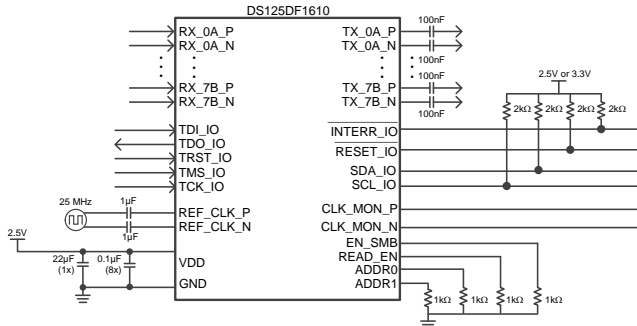 DS125DF1610
RX_0A_P
RX_0A_N
RX_7B_P
RX_7B_N
TDI_IO
TDO_IO
TRST_IO
TMS_IO
TCK_IO
25 MHz
1µF
1µF
REF_CLK_P
REF_CLK_N
2.5V
22µF
(1x)
0.1µF
(8x)
VDD
GND
TX_0A_P
TX_0A_N
TX_7B_P
TX_7B_N
100nF
100nF
100nF
100nF
2.5V or 3.3V
2kΩ
2kΩ
2kΩ
2kΩ
INTERR_IO
RESET_IO
SDA_IO
SCL_IO
CLK_MON_P
CLK_MON_N
EN_SMB
READ_EN
ADDR0
ADDR1
1kΩ
1kΩ
1kΩ
1kΩ